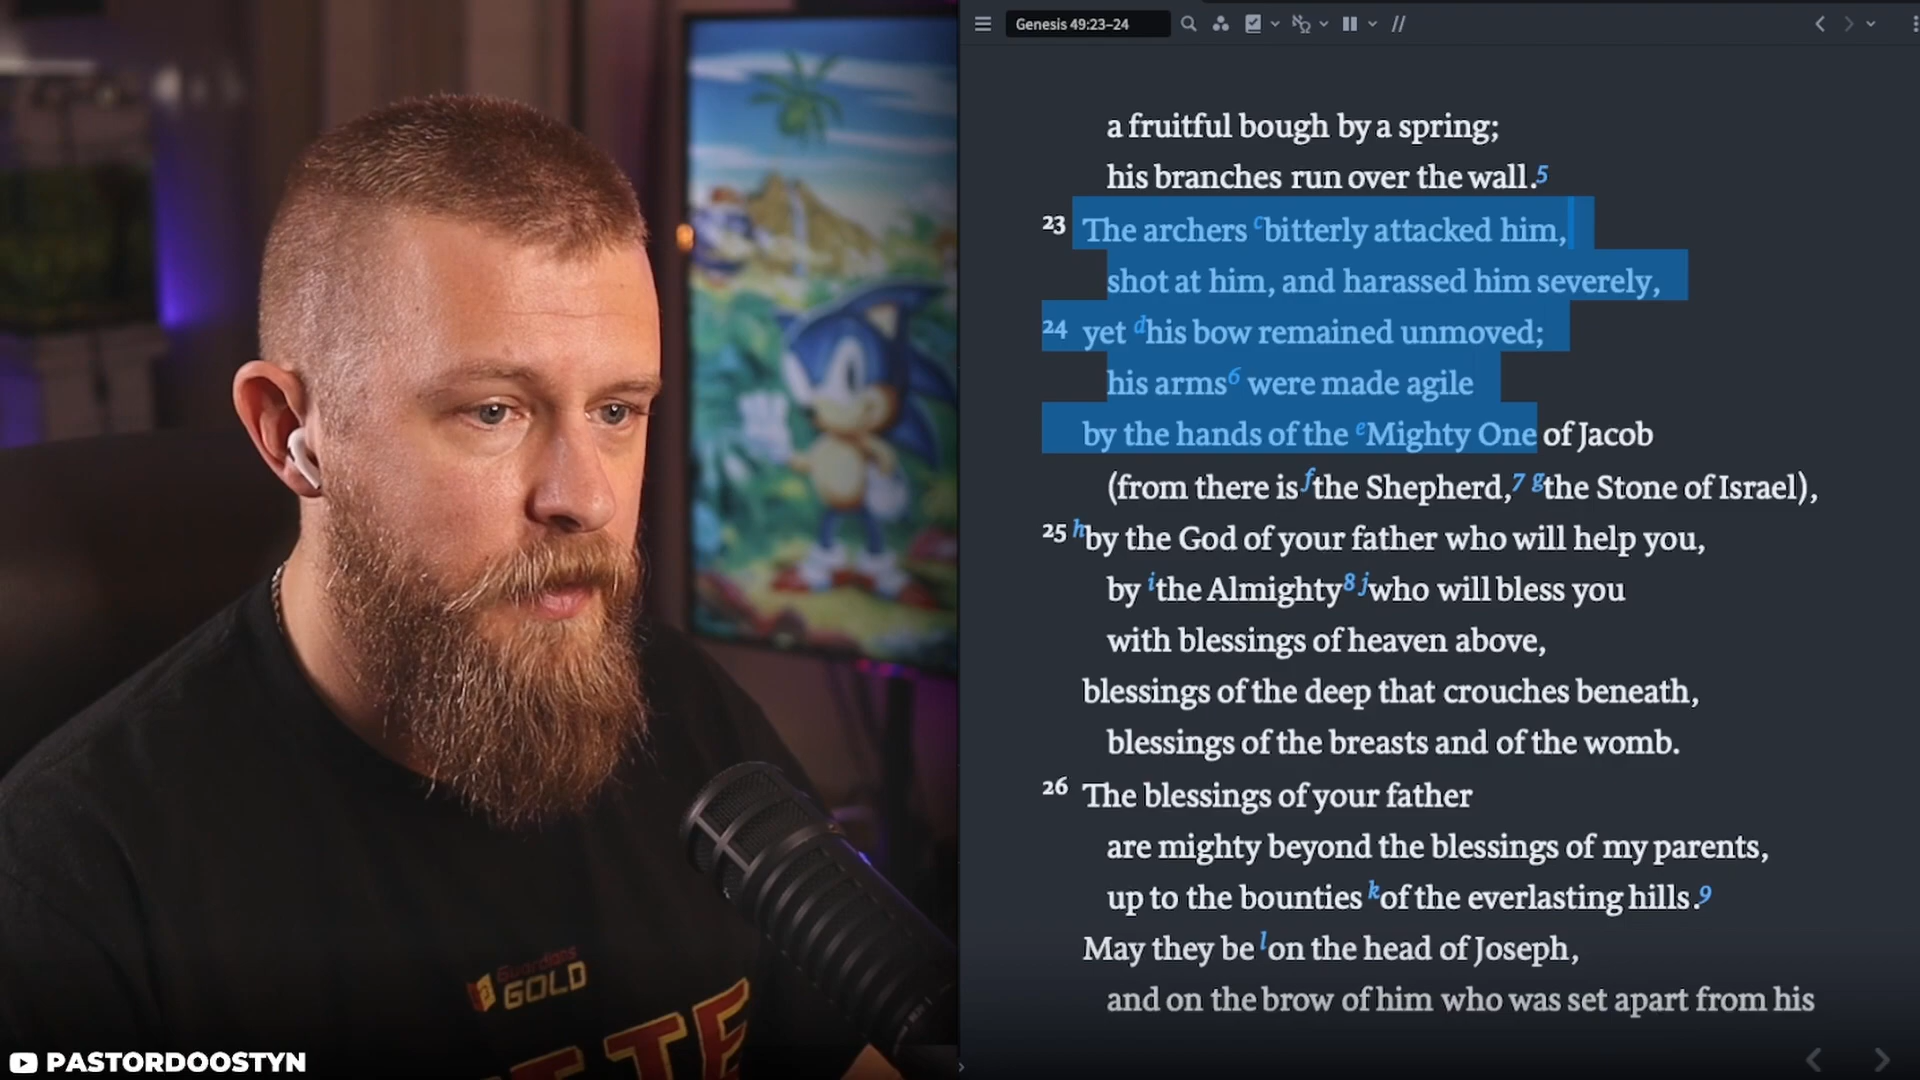 Genesis 49:23–24
a fruitful bough by a spring;
his branches run over the wall.5
23 The archers cbitterly attacked him,
shot at him, and harassed him severely,
24 yet dhis bow remained unmoved;
his arms6 were made agile
by the hands of the eMighty One of Jacob
(from there is fthe Shepherd,7 gthe Stone of Israel),
25 hby the God of your father who will help you,
by ithe Almighty8 jwho will bless you
with blessings of heaven above,
blessings of the deep that crouches beneath,
blessings of the breasts and of the womb.
26 The blessings of your father
are mighty beyond the blessings of my parents,
up to the bounties kof the everlasting hills.9
May they be lon the head of Joseph,
and on the brow of him who was set apart from his
Guardians
GOLD
PASTORDOOSTYN